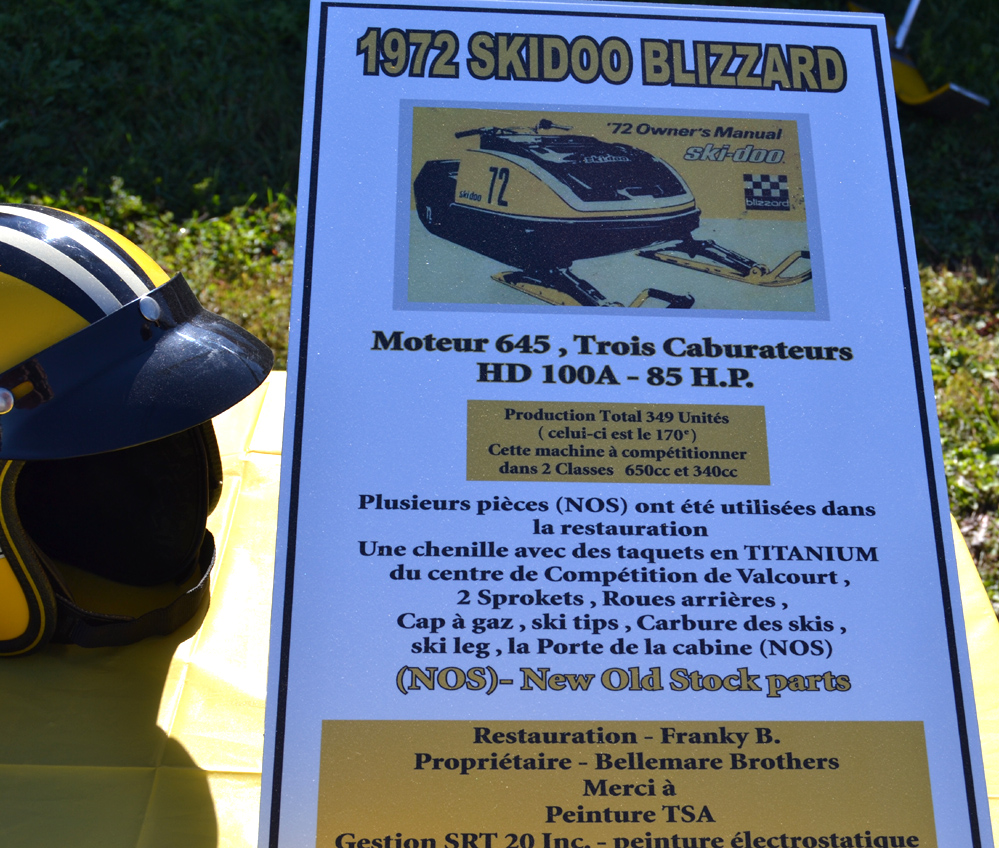 1972 SKIDOO BLIZZARD
'72 Owner's Manual
ski-doo
ski-doo
blizzard
Skidoo 72
72
Moteur 645 , Trois Caburateurs
HD 100A - 85 H.P.
Production Total 349 Unités
( celui-ci est le 170e )
Cette machine à compétitionner
dans 2 Classes 650cc et 340cc
Plusieurs pièces (NOS) ont été utilisées dans
la restauration
Une chenille avec des taquets en TITANIUM
du centre de Compétition de Valcourt ,
2 Sprokets , Roues arrières ,
Cap à gaz , ski tips , Carbure des skis ,
ski leg , la Porte de la cabine (NOS)
(NOS)- New Old Stock parts
Restauration - Franky B.
Propriétaire - Bellemare Brothers
Merci à
Peinture TSA
Gestion SRT 20 Inc. - peinture électrostatique